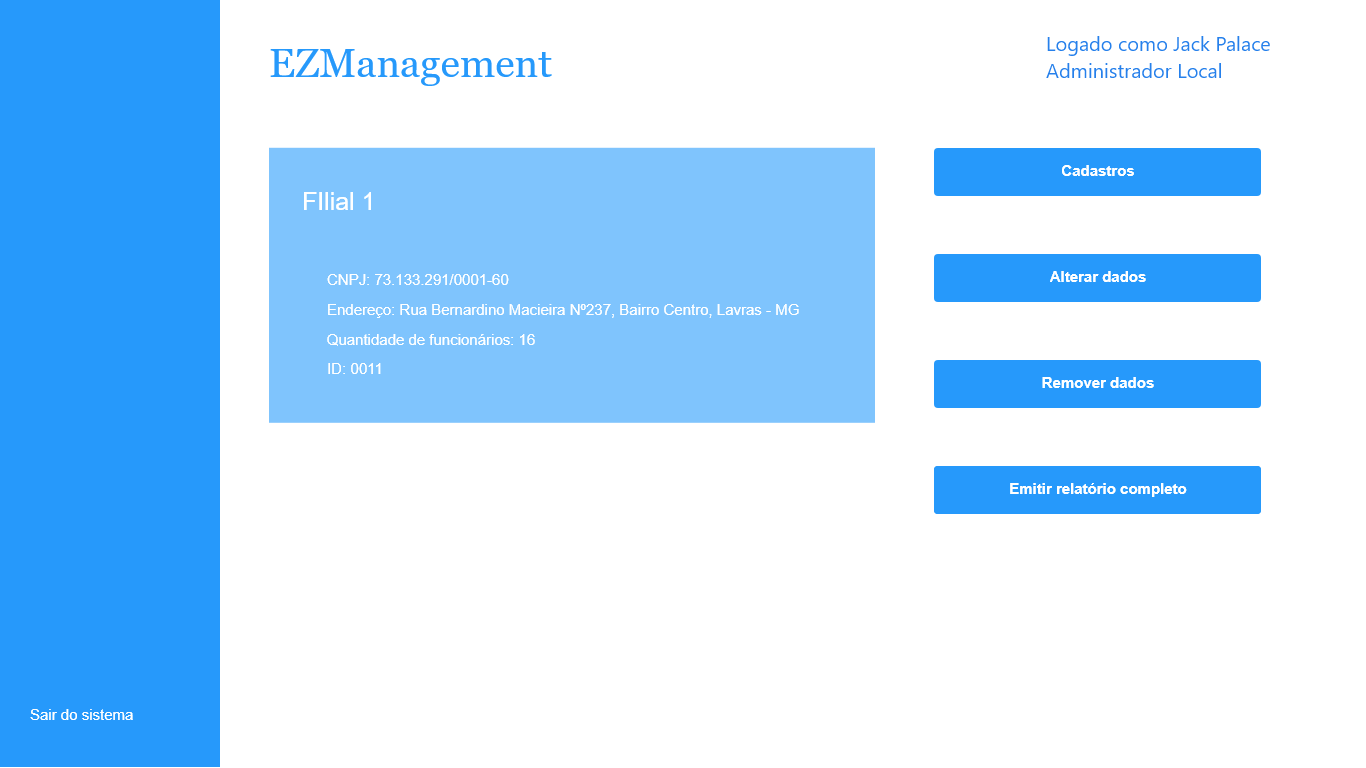 EZManagement
Logado como Jack Palace
Administrador Local
FIlial 1
CNPJ: 73.133.291/0001-60
Endereço: Rua Bernardino Macieira Nº237, Bairro Centro, Lavras - MG
Quantidade de funcionários: 16
ID: 0011
Cadastros
Alterar dados
Remover dados
Emitir relatório completo
Sair do sistema